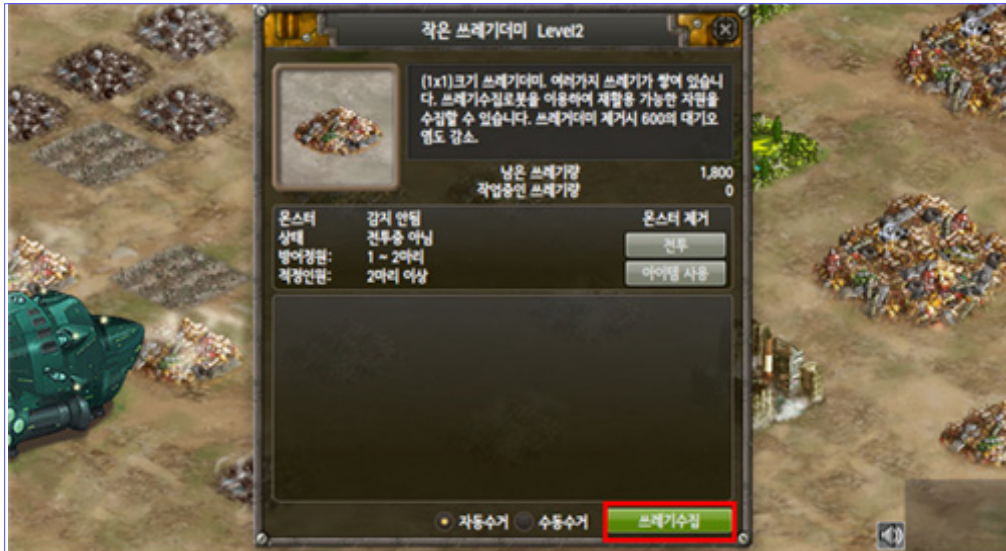 작은 쓰레기더미 Level2
(1x1)크기 쓰레기더미. 여러가지 쓰레기가 쌓여 있습니
다. 쓰레기수집로봇을 이용하여 재활용 가능한 자원을
수집할 수 있습니다. 쓰레거더미 제거시 600의 대기오
염도 감소.
남은 쓰레기량 1,800
작업중인 쓰레기량 0
몬스터 감지 안됨 몬스터 제거
상태 전투중 아님 전투
방어정원: 1 ~ 2마리
적정인원: 2마리 이상 아이템 사용
자동수거 수동수거 쓰레기수집